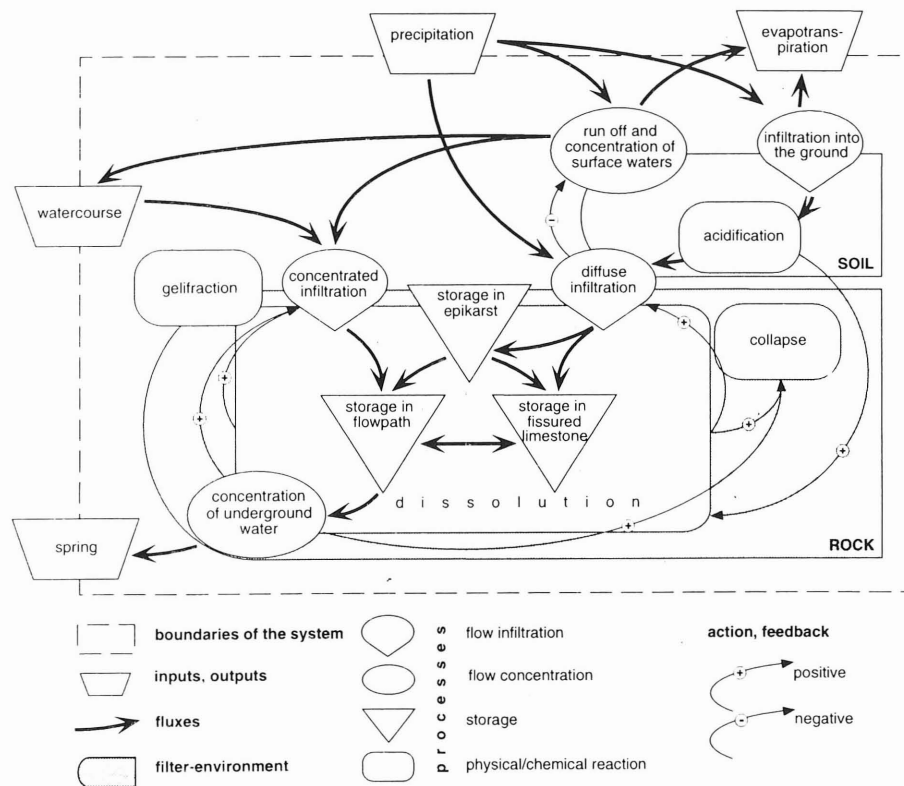 precipitation
evapotrans-
piration
run off and
concentration of
surface waters
infiltration into
the ground
watercourse
acidification
SOIL
gelifraction
concentrated
infiltration
storage in
epikarst
diffuse
infiltration
collapse
storage in
flowpath
storage in
fissured
limestone
concentration
of underground
water
dissolution
spring
ROCK
−
+
+
+
+
+
+
boundaries of the system
inputs, outputs
fluxes
filter-environment
processes
flow infiltration
flow concentration
storage
physical/chemical reaction
action, feedback
+
positive
−
negative